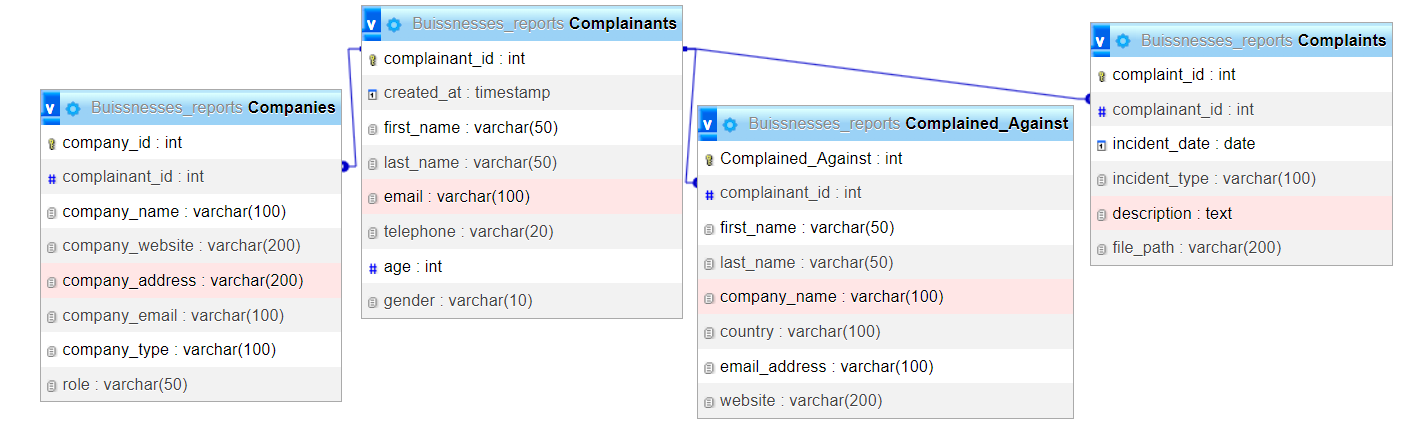 v Buissnesses_reports Companies
company_id : int
complainant_id : int
company_name : varchar(100)
company_website : varchar(200)
company_address : varchar(200)
company_email : varchar(100)
company_type : varchar(100)
role : varchar(50)
v Buissnesses_reports Complainants
complainant_id : int
created_at : timestamp
first_name : varchar(50)
last_name : varchar(50)
email : varchar(100)
telephone : varchar(20)
# age : int
gender : varchar(10)
v Buissnesses_reports Complained_Against
Complained_Against : int
# complainant_id : int
first_name : varchar(50)
last_name : varchar(50)
company_name : varchar(100)
country : varchar(100)
email_address : varchar(100)
website : varchar(200)
v Buissnesses_reports Complaints
complaint_id : int
# complainant_id : int
incident_date : date
incident_type : varchar(100)
description : text
file_path : varchar(200)